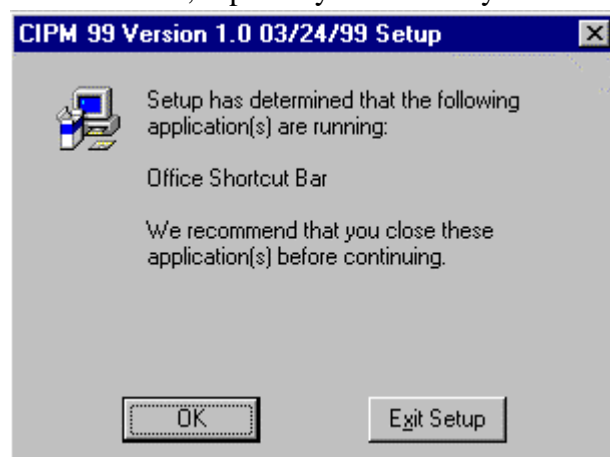 CIPM 99 Version 1.0 03/24/99 Setup
Setup has determined that the following
application(s) are running:
Office Shortcut Bar
We recommend that you close these
application(s) before continuing.
OK
Exit Setup